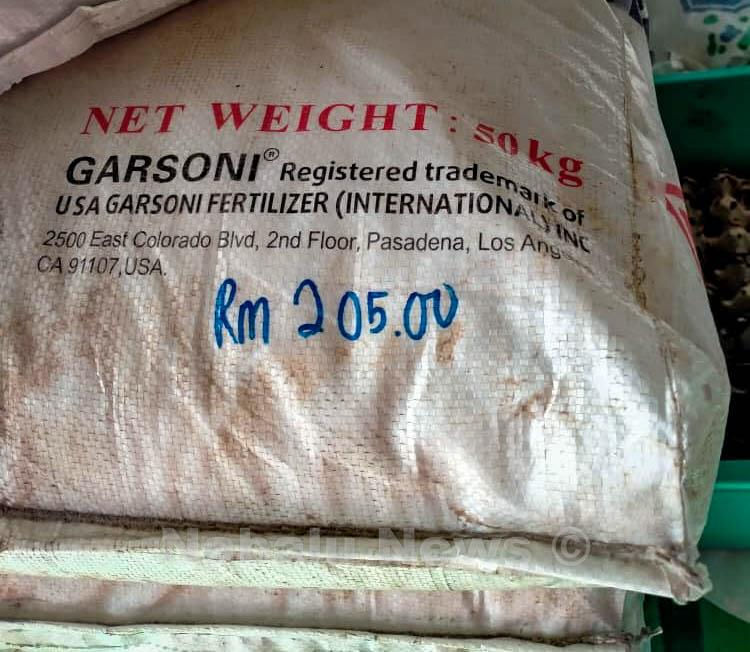 NET WEIGHT: 50kg
GARSONI® Registered trademark of
USA GARSONI FERTILIZER (INTERNATIONAL) INC
2500 East Colorado Blvd, 2nd Floor, Pasadena, Los
CA 91107,USA.
Rm 205.00
Nabalu News ©